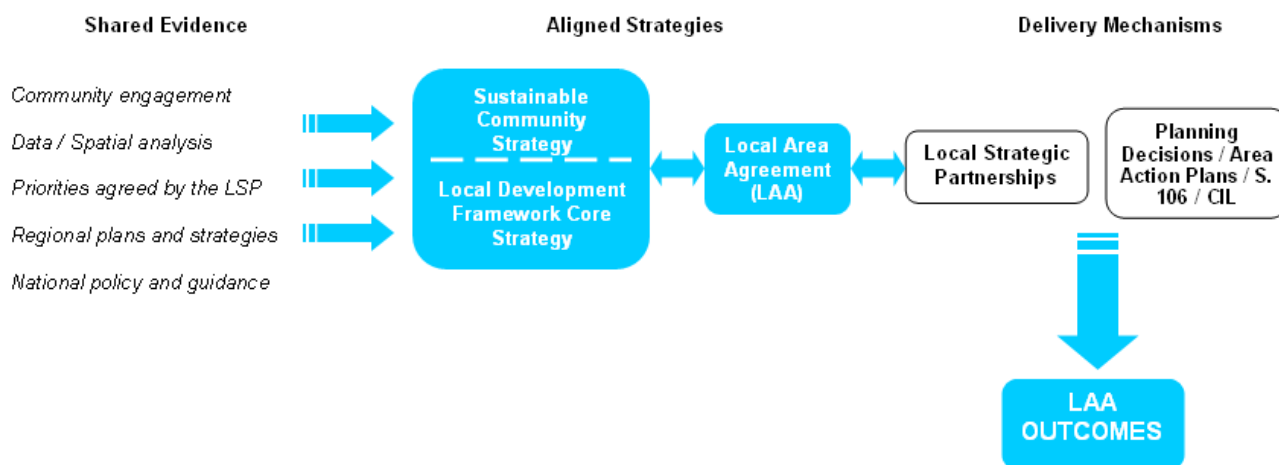 Shared Evidence
Aligned Strategies
Delivery Mechanisms
Community engagement
Data / Spatial analysis
Priorities agreed by the LSP
Regional plans and strategies
National policy and guidance
Sustainable
Community
Strategy
Local Development
Framework Core
Strategy
Local Area
Agreement
(LAA)
Local Strategic
Partnerships
Planning
Decisions / Area
Action Plans / S.
106 / CIL
LAA
OUTCOMES